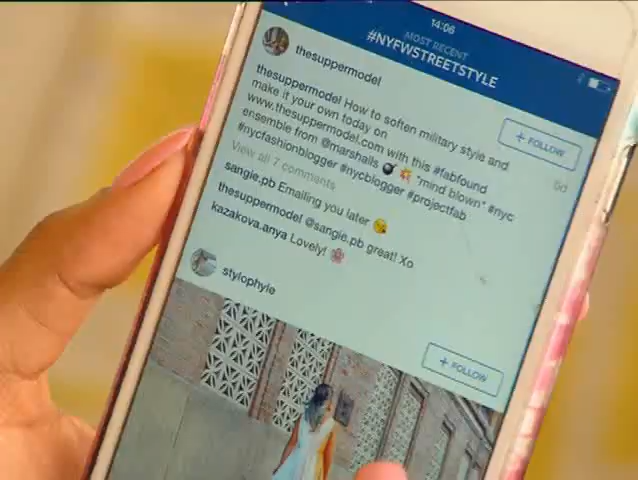 14:06
MOST RECENT
#NYFWSTREETSTYLE
thesuppermodel
+ FOLLOW
0d
thesuppermodel How to soften military style and
make it your own today on
www.thesuppermodel.com with this #fabfound
ensemble from @marshalls 💣💥 *mind blown* #nyc
#nycfashionblogger #nycblogger #projectfab
View all 7 comments
sangie.pb Emailing you later 😘
thesuppermodel @sangie.pb great! Xo
kazakova.anya Lovely! 🌸
stylophyle
+ FOLLOW